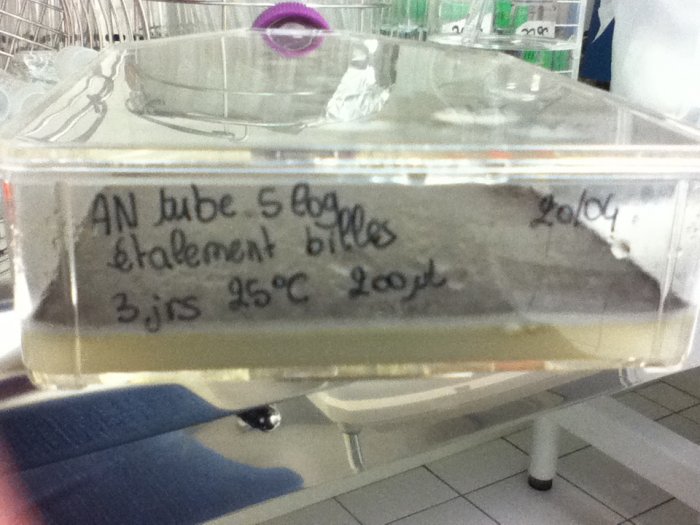 AN tube 5 log 20/04
étalement billes
3 jrs 25°C 200µl